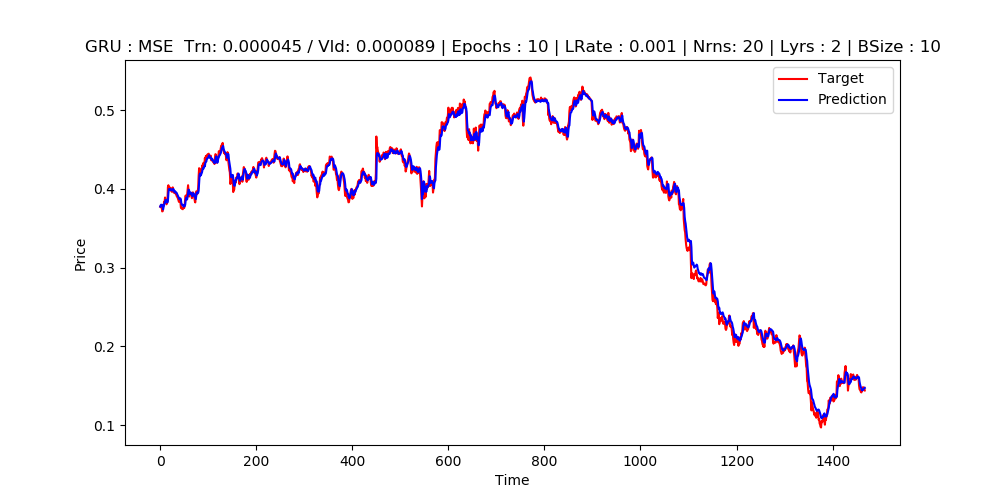 GRU : MSE  Trn: 0.000045 / Vld: 0.000089 | Epochs : 10 | LRate : 0.001 | Nrns: 20 | Lyrs : 2 | BSize : 10
Target
Prediction
0.5
0.4
0.3
0.2
0.1
Price
0 200 400 600 800 1000 1200 1400
Time